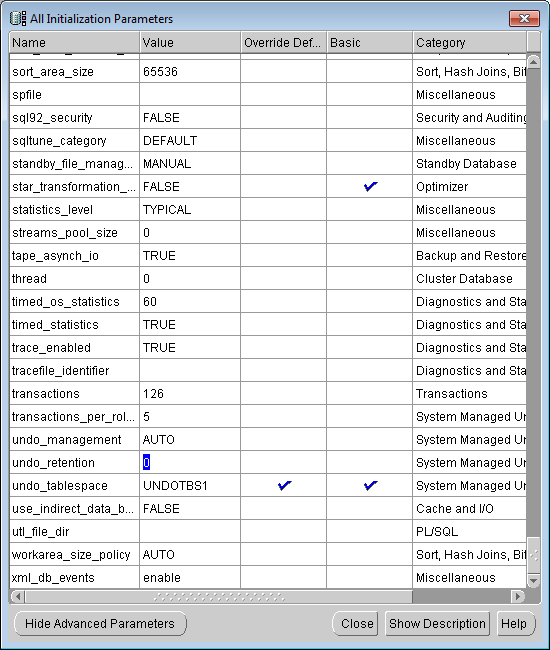 All Initialization Parameters
Name Value Override Def... Basic Category
sort_area_size 65536 Sort, Hash Joins, Bit
spfile Miscellaneous
sql92_security FALSE Security and Auditing
sqltune_category DEFAULT Miscellaneous
standby_file_manag... MANUAL Standby Database
star_transformation_... FALSE Optimizer
statistics_level TYPICAL Miscellaneous
streams_pool_size 0 Miscellaneous
tape_asynch_io TRUE Backup and Restore
thread 0 Cluster Database
timed_os_statistics 60 Diagnostics and Sta
timed_statistics TRUE Diagnostics and Sta
trace_enabled TRUE Diagnostics and Sta
tracefile_identifier Diagnostics and Sta
transactions 126 Transactions
transactions_per_rol... 5 System Managed Un
undo_management AUTO System Managed Un
undo_retention 0 System Managed Un
undo_tablespace UNDOTBS1 System Managed Un
use_indirect_data_b... FALSE Cache and I/O
utl_file_dir PL/SQL
workarea_size_policy AUTO Sort, Hash Joins, Bit
xml_db_events enable Miscellaneous
Hide Advanced Parameters Close Show Description Help